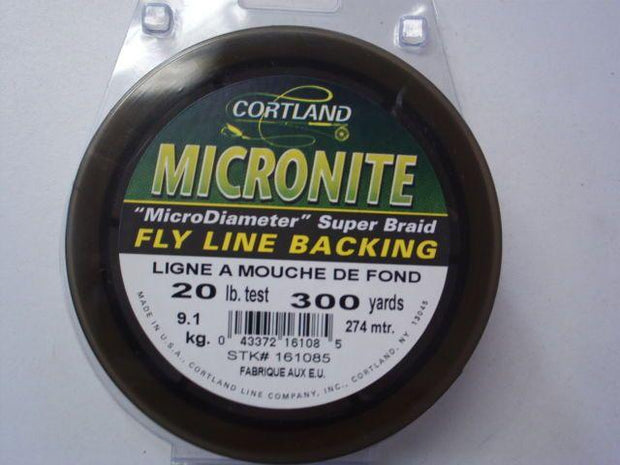 CORTLAND
MICRONITE
"MicroDiameter" Super Braid
FLY LINE BACKING
LIGNE A MOUCHE DE FOND
20 lb. test 300 yards
9.1 kg. 274 mtr.
0 43372 16108 5
STK# 161085
FABRIQUE AUX E.U.
MADE IN U.S.A., CORTLAND LINE COMPANY, INC., CORTLAND, NY 13045